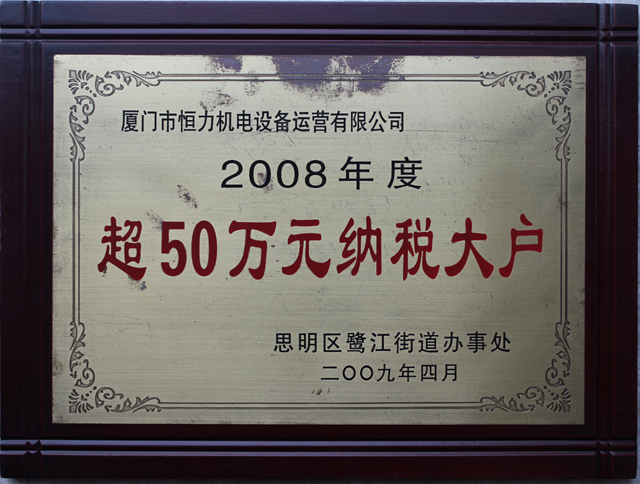 厦门市恒力机电设备运营有限公司
2008年度
超50万元纳税大户
思明区鹭江街道办事处
二〇〇九年四月